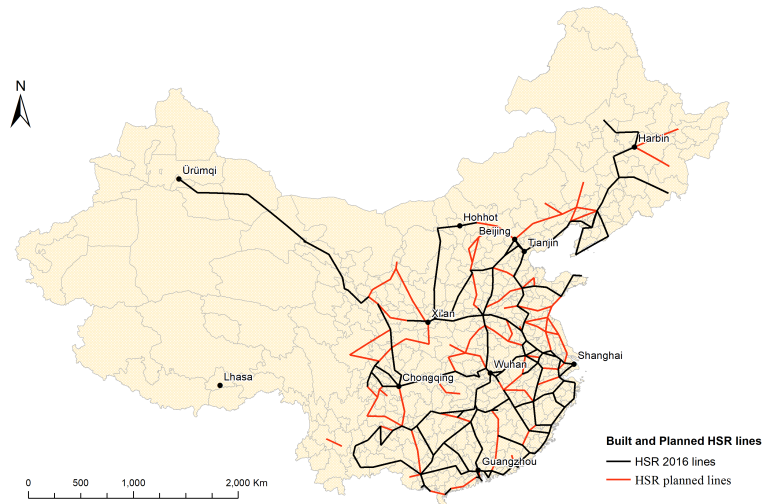 N
Harbin
Ürümqi
Hohhot
Beijing
Tianjin
Xi'an
Shanghai
Wuhan
Chongqing
Lhasa
Guangzhou
Built and Planned HSR lines
HSR 2016 lines
HSR planned lines
0 500 1,000 2,000 Km